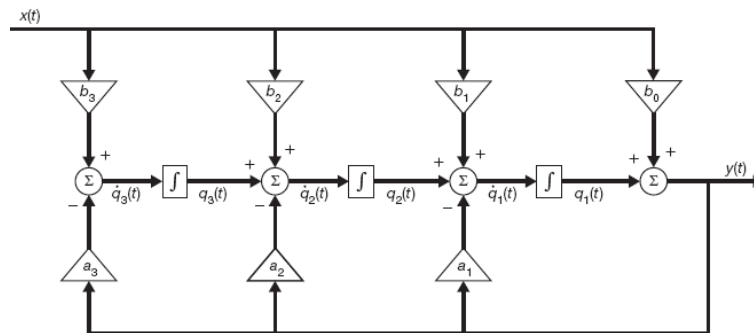 x(t)
b₃ b₂ b₁ b₀
+ + + +
+ + + y(t)
Σ ∫ Σ ∫ Σ ∫ Σ
q̇₃(t) q₃(t) q̇₂(t) q₂(t) q̇₁(t) q₁(t)
− − −
a₃ a₂ a₁